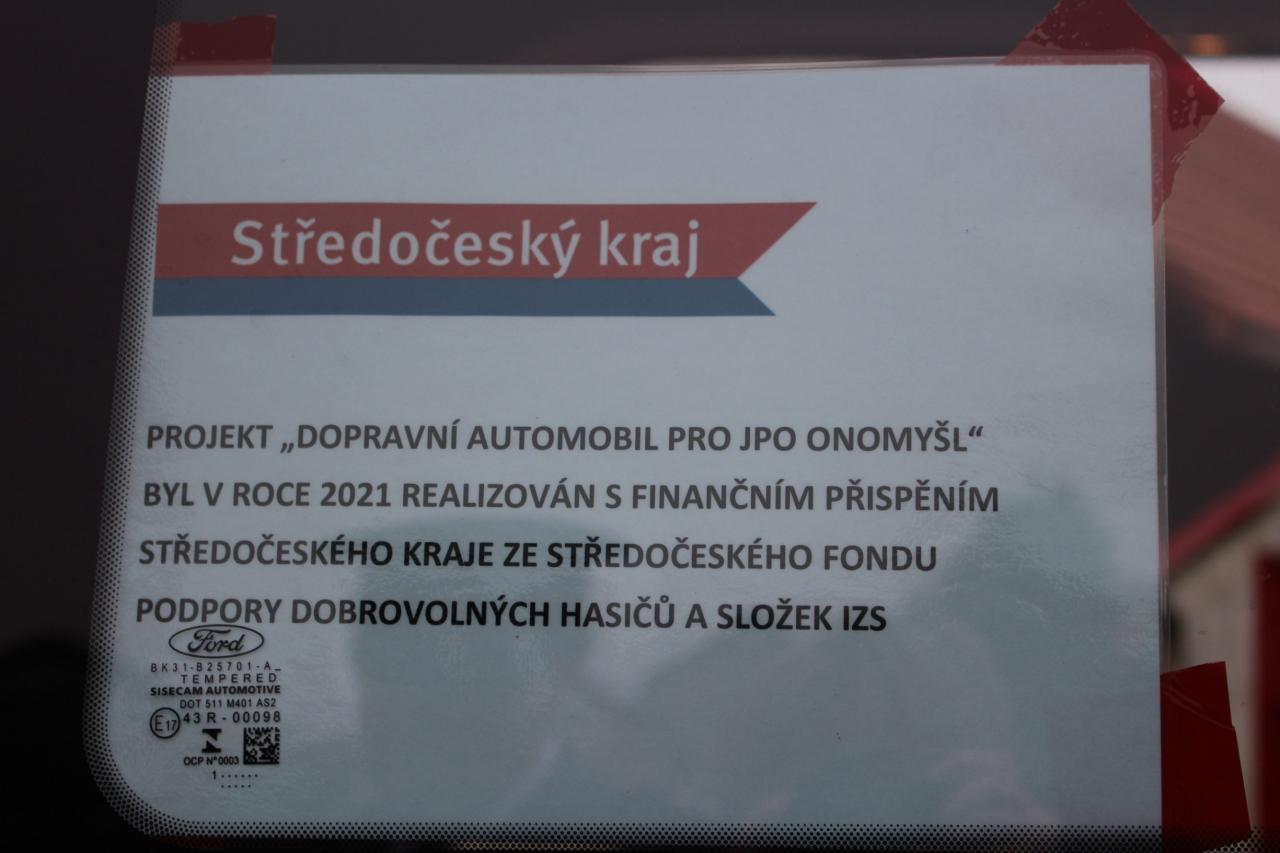 Středočeský kraj
PROJEKT „DOPRAVNÍ AUTOMOBIL PRO JPO ONOMYŠL“
BYL V ROCE 2021 REALIZOVÁN S FINANČNÍM PŘISPĚNÍM
STŘEDOČESKÉHO KRAJE ZE STŘEDOČESKÉHO FONDU
PODPORY DOBROVOLNÝCH HASIČŮ A SLOŽEK IZS
Ford
BK31-B25701-A_
TEMPERED
SISECAM AUTOMOTIVE
DOT 511 M401 AS2
E17 43R-00098
OCP N°0003
1 ······
·····